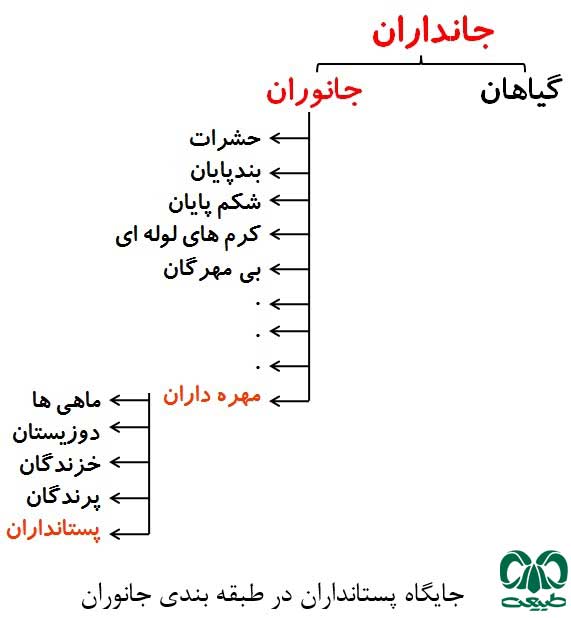 جانداران
گیاهان
جانوران
حشرات
بندپایان
شکم پایان
کرم های لوله ای
بی مهرگان
.
.
.
مهره داران
ماهی ها
دوزیستان
خزندگان
پرندگان
پستانداران
طبیعت
جایگاه پستانداران در طبقه بندی جانوران